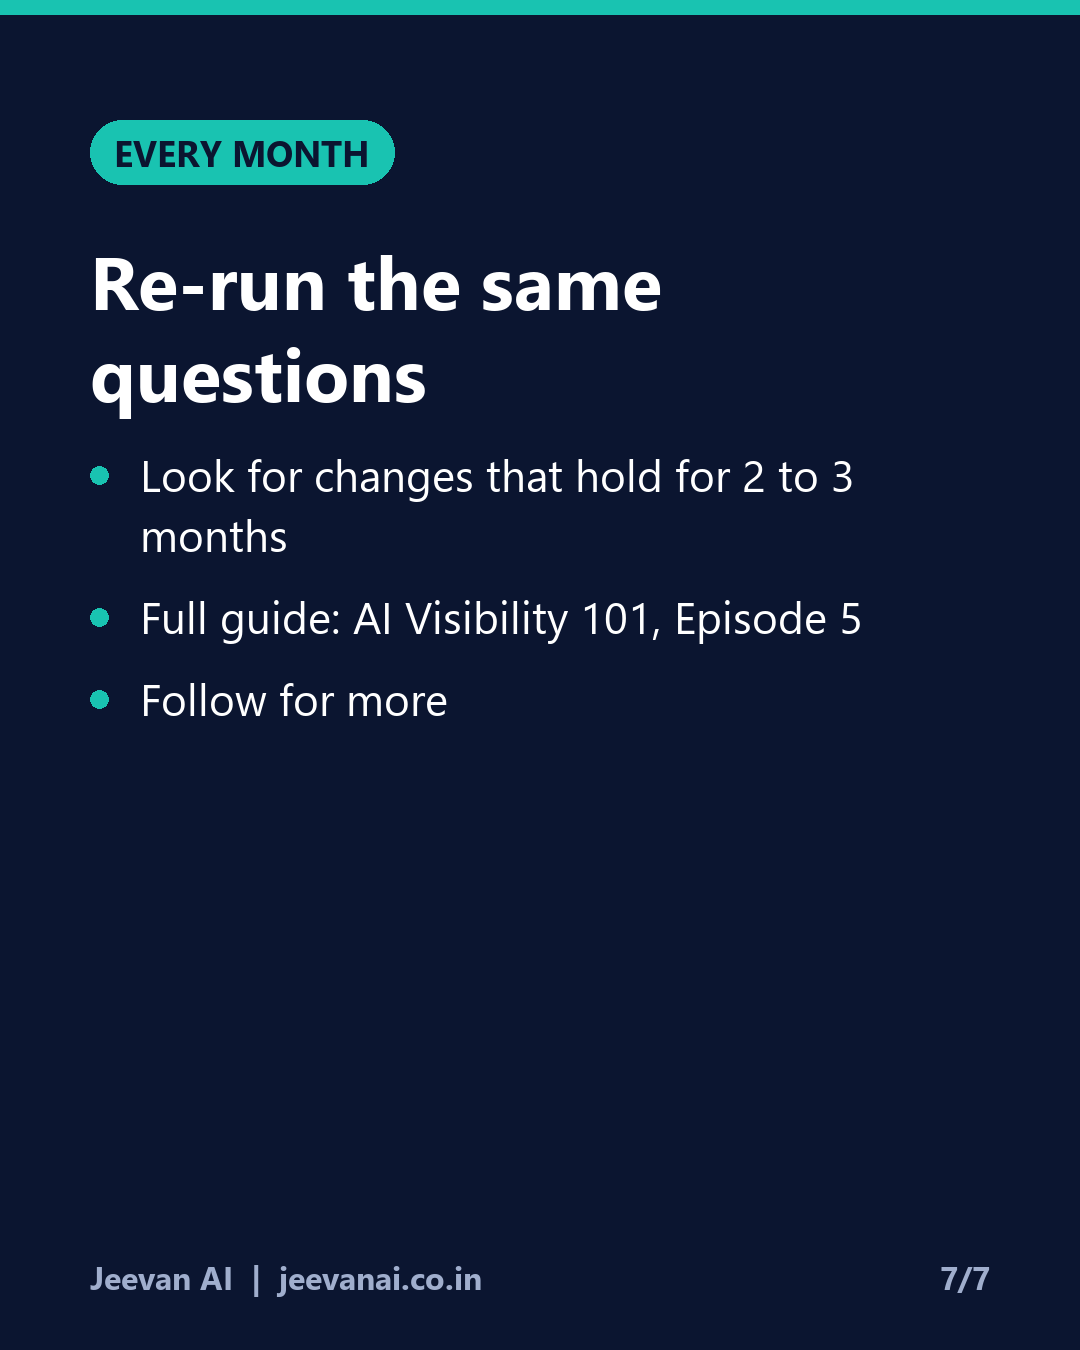 EVERY MONTH
Re-run the same
questions
Look for changes that hold for 2 to 3
months
Full guide: AI Visibility 101, Episode 5
Follow for more
Jeevan AI | jeevanai.co.in
7/7